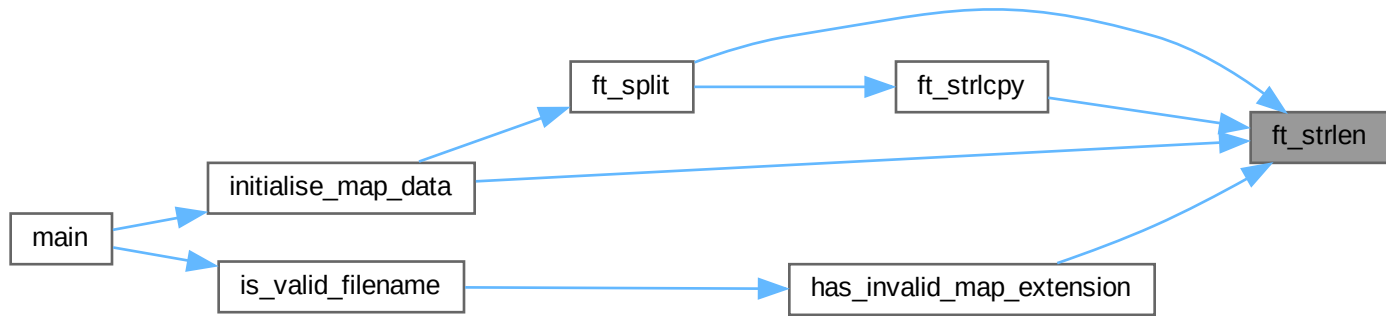 ft_split
ft_strlcpy
ft_strlen
initialise_map_data
main
is_valid_filename
has_invalid_map_extension